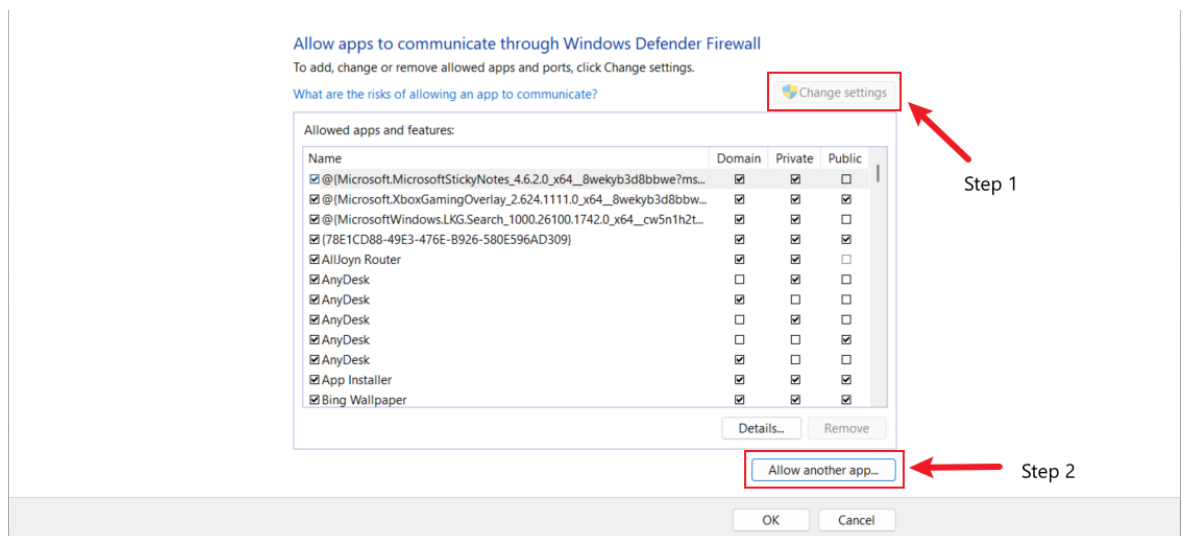 Allow apps to communicate through Windows Defender Firewall
To add, change or remove allowed apps and ports, click Change settings.
What are the risks of allowing an app to communicate?
Change settings
Step 1
Allowed apps and features:
Name Domain Private Public
@{Microsoft.MicrosoftStickyNotes_4.6.2.0_x64__8wekyb3d8bbwe?ms...
@{Microsoft.XboxGamingOverlay_2.624.1111.0_x64__8wekyb3d8bbw...
@{MicrosoftWindows.LKG.Search_1000.26100.1742.0_x64__cw5n1h2t...
{78E1CD88-49E3-476E-B926-580E596AD309}
AllJoyn Router
AnyDesk
AnyDesk
AnyDesk
AnyDesk
AnyDesk
App Installer
Bing Wallpaper
Details... Remove
Allow another app...
Step 2
OK Cancel